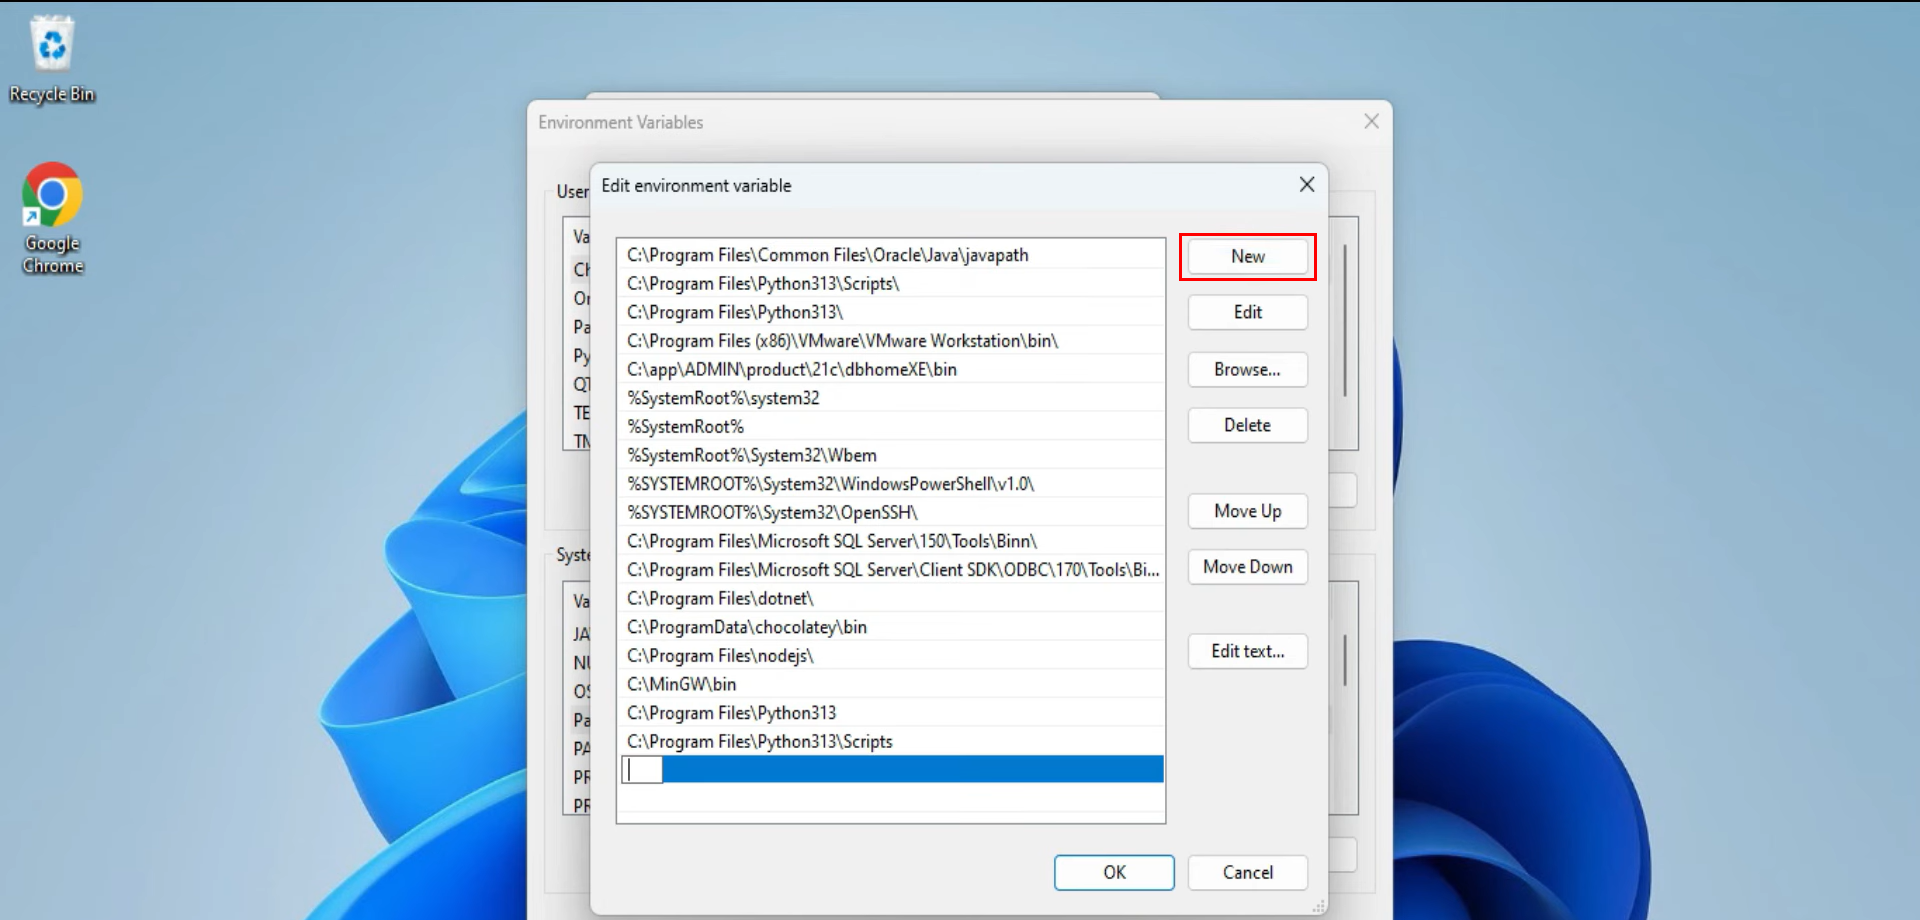 Recycle Bin
Google
Chrome
Environment Variables
User
Va
Ch
On
Pa
Py
QT
TE
TM
Syste
Va
JA
NU
OS
Pa
PA
PR
PR
Edit environment variable
C:\Program Files\Common Files\Oracle\Java\javapath
C:\Program Files\Python313\Scripts\
C:\Program Files\Python313\
C:\Program Files (x86)\VMware\VMware Workstation\bin\
C:\app\ADMIN\product\21c\dbhomeXE\bin
%SystemRoot%\system32
%SystemRoot%
%SystemRoot%\System32\Wbem
%SYSTEMROOT%\System32\WindowsPowerShell\v1.0\
%SYSTEMROOT%\System32\OpenSSH\
C:\Program Files\Microsoft SQL Server\150\Tools\Binn\
C:\Program Files\Microsoft SQL Server\Client SDK\ODBC\170\Tools\Bi...
C:\Program Files\dotnet\
C:\ProgramData\chocolatey\bin
C:\Program Files\nodejs\
C:\MinGW\bin
C:\Program Files\Python313
C:\Program Files\Python313\Scripts
New
Edit
Browse...
Delete
Move Up
Move Down
Edit text...
OK
Cancel